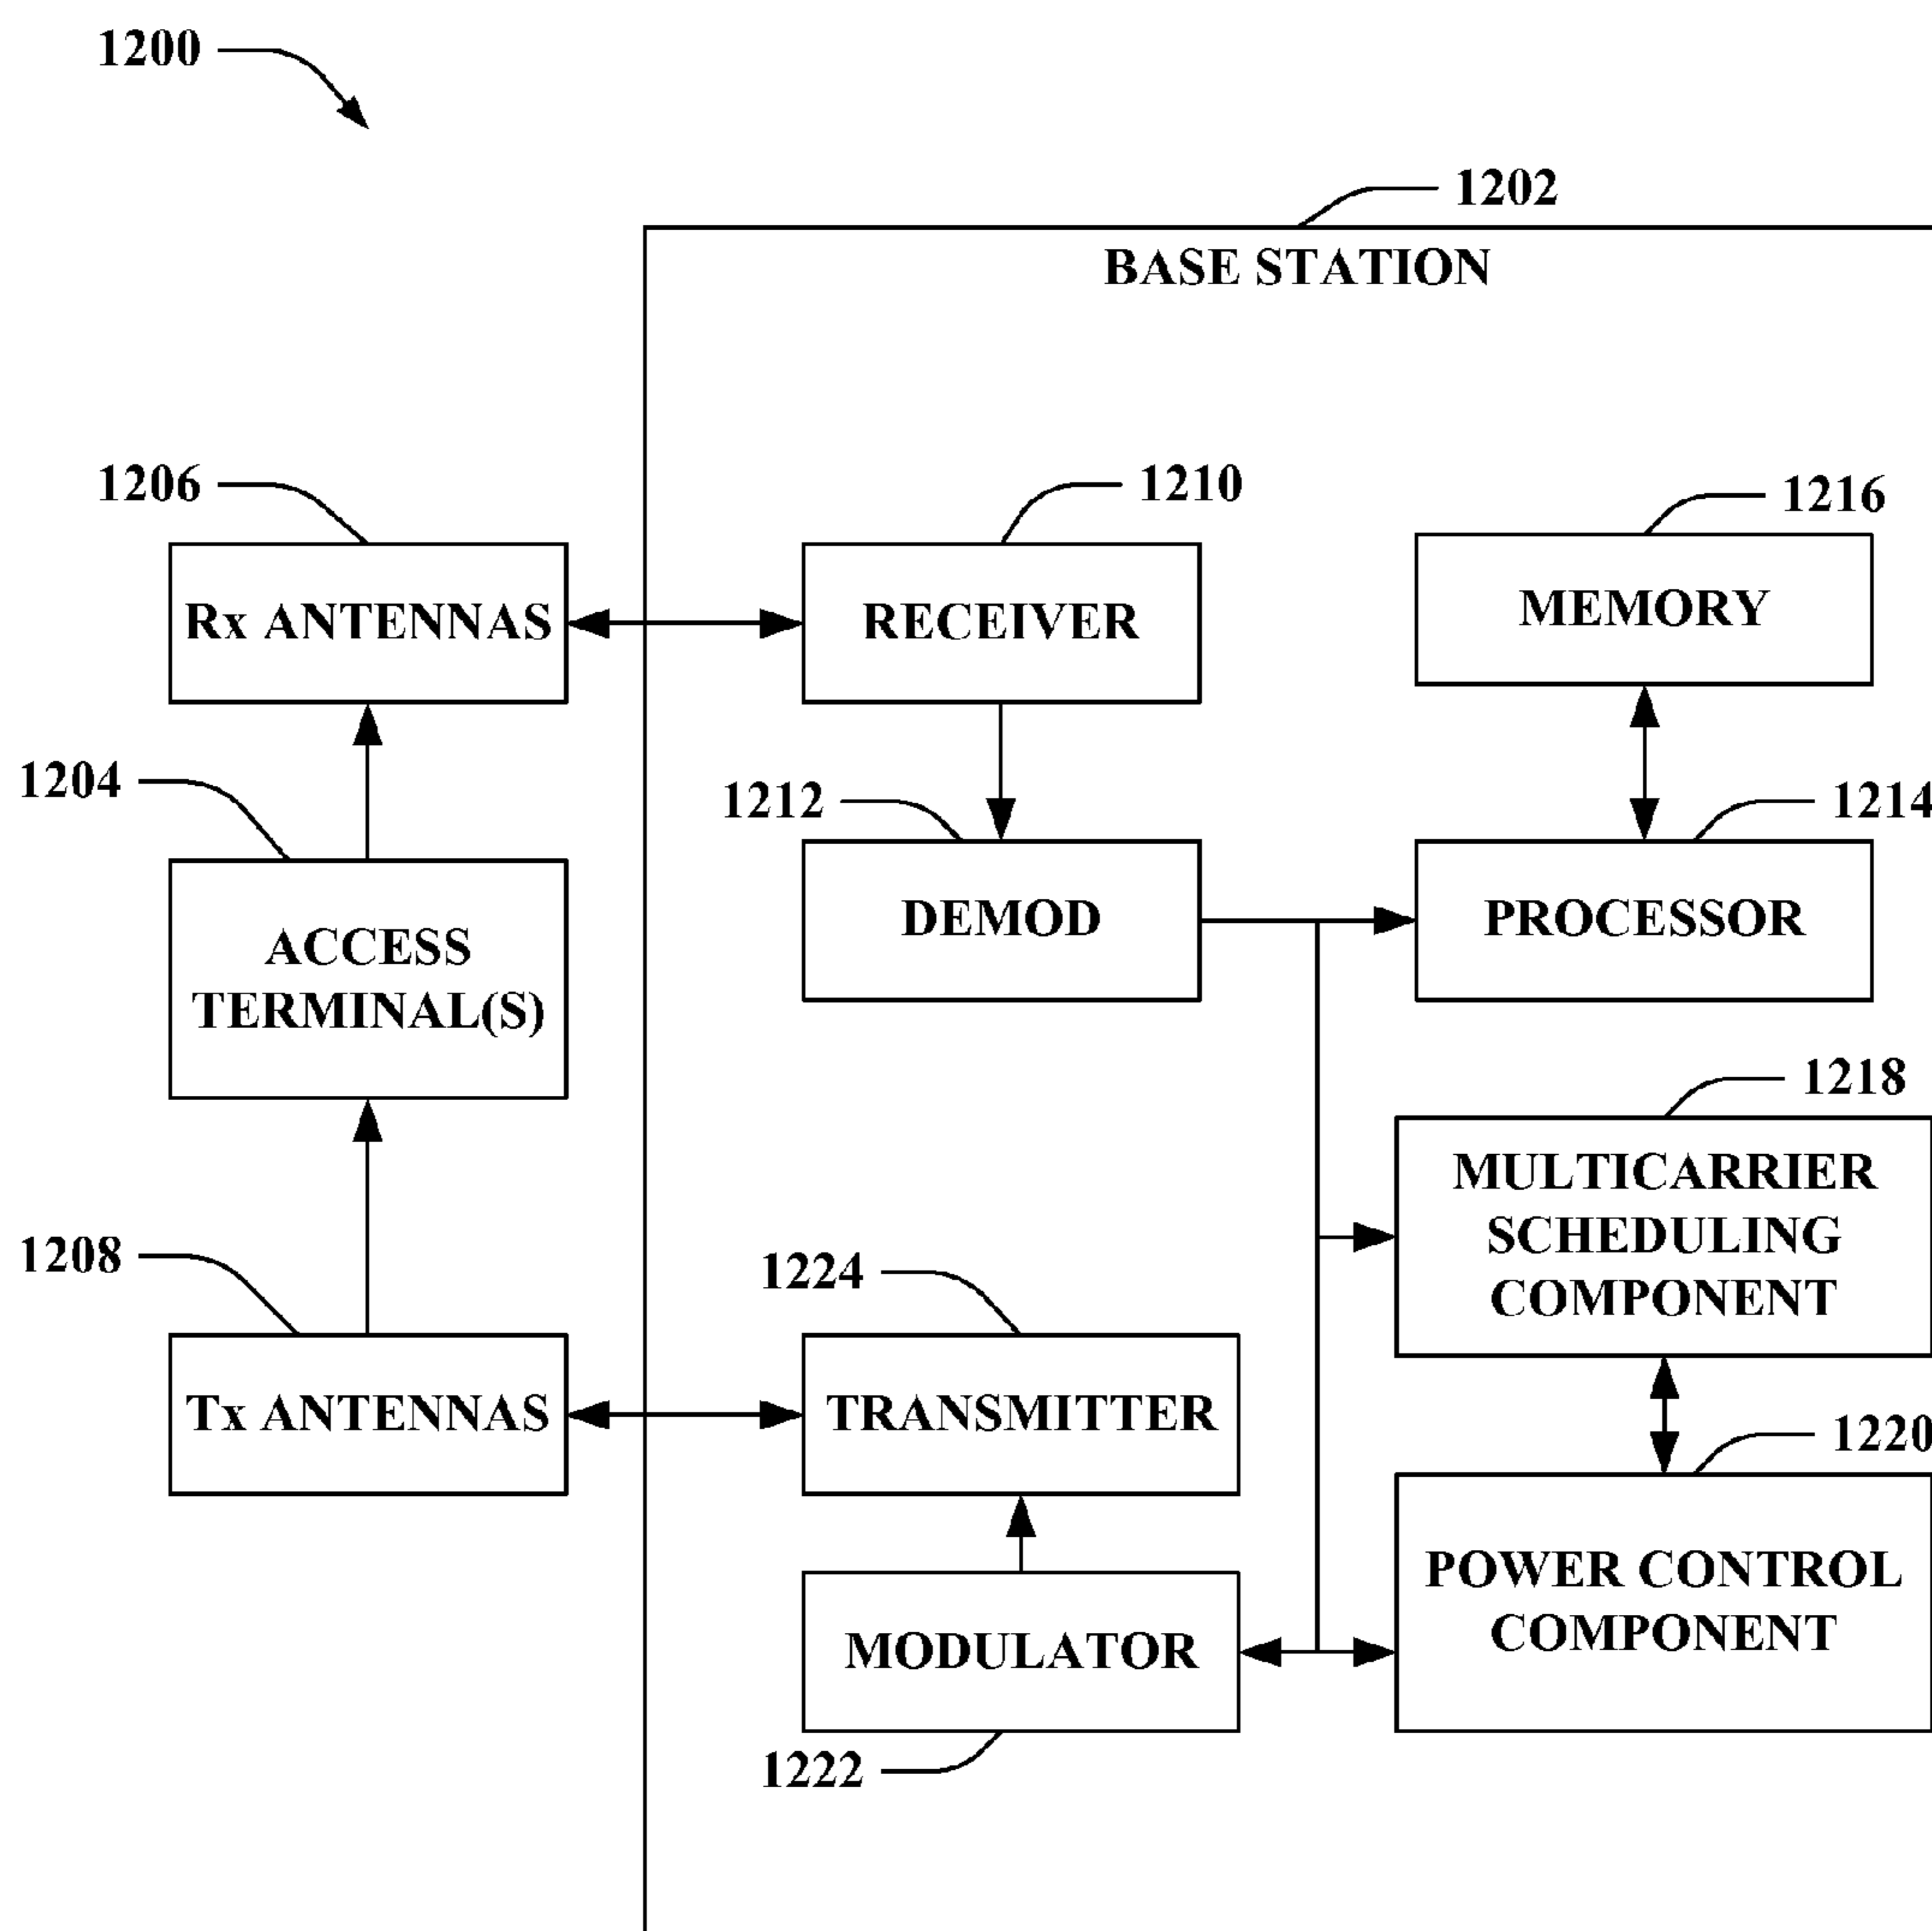 1200
1202
BASE STATION
1206
1210
1216
Rx ANTENNAS
RECEIVER
MEMORY
1204
1212
1214
ACCESS
TERMINAL(S)
DEMOD
PROCESSOR
1218
MULTICARRIER
SCHEDULING
COMPONENT
1208
1224
Tx ANTENNAS
TRANSMITTER
1220
POWER CONTROL
COMPONENT
MODULATOR
1222